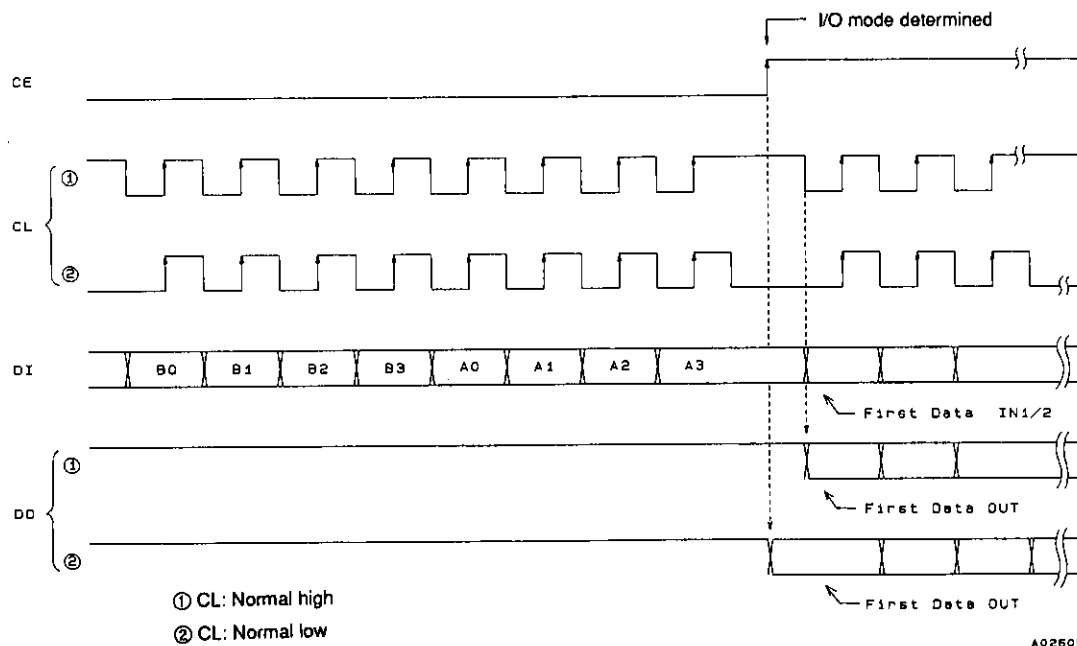 I/O mode determined
CE
①
CL
②
DI B0 B1 B2 B3 A0 A1 A2 A3
First Data IN1/2
①
First Data OUT
DO
②
First Data OUT
① CL: Normal high
② CL: Normal low